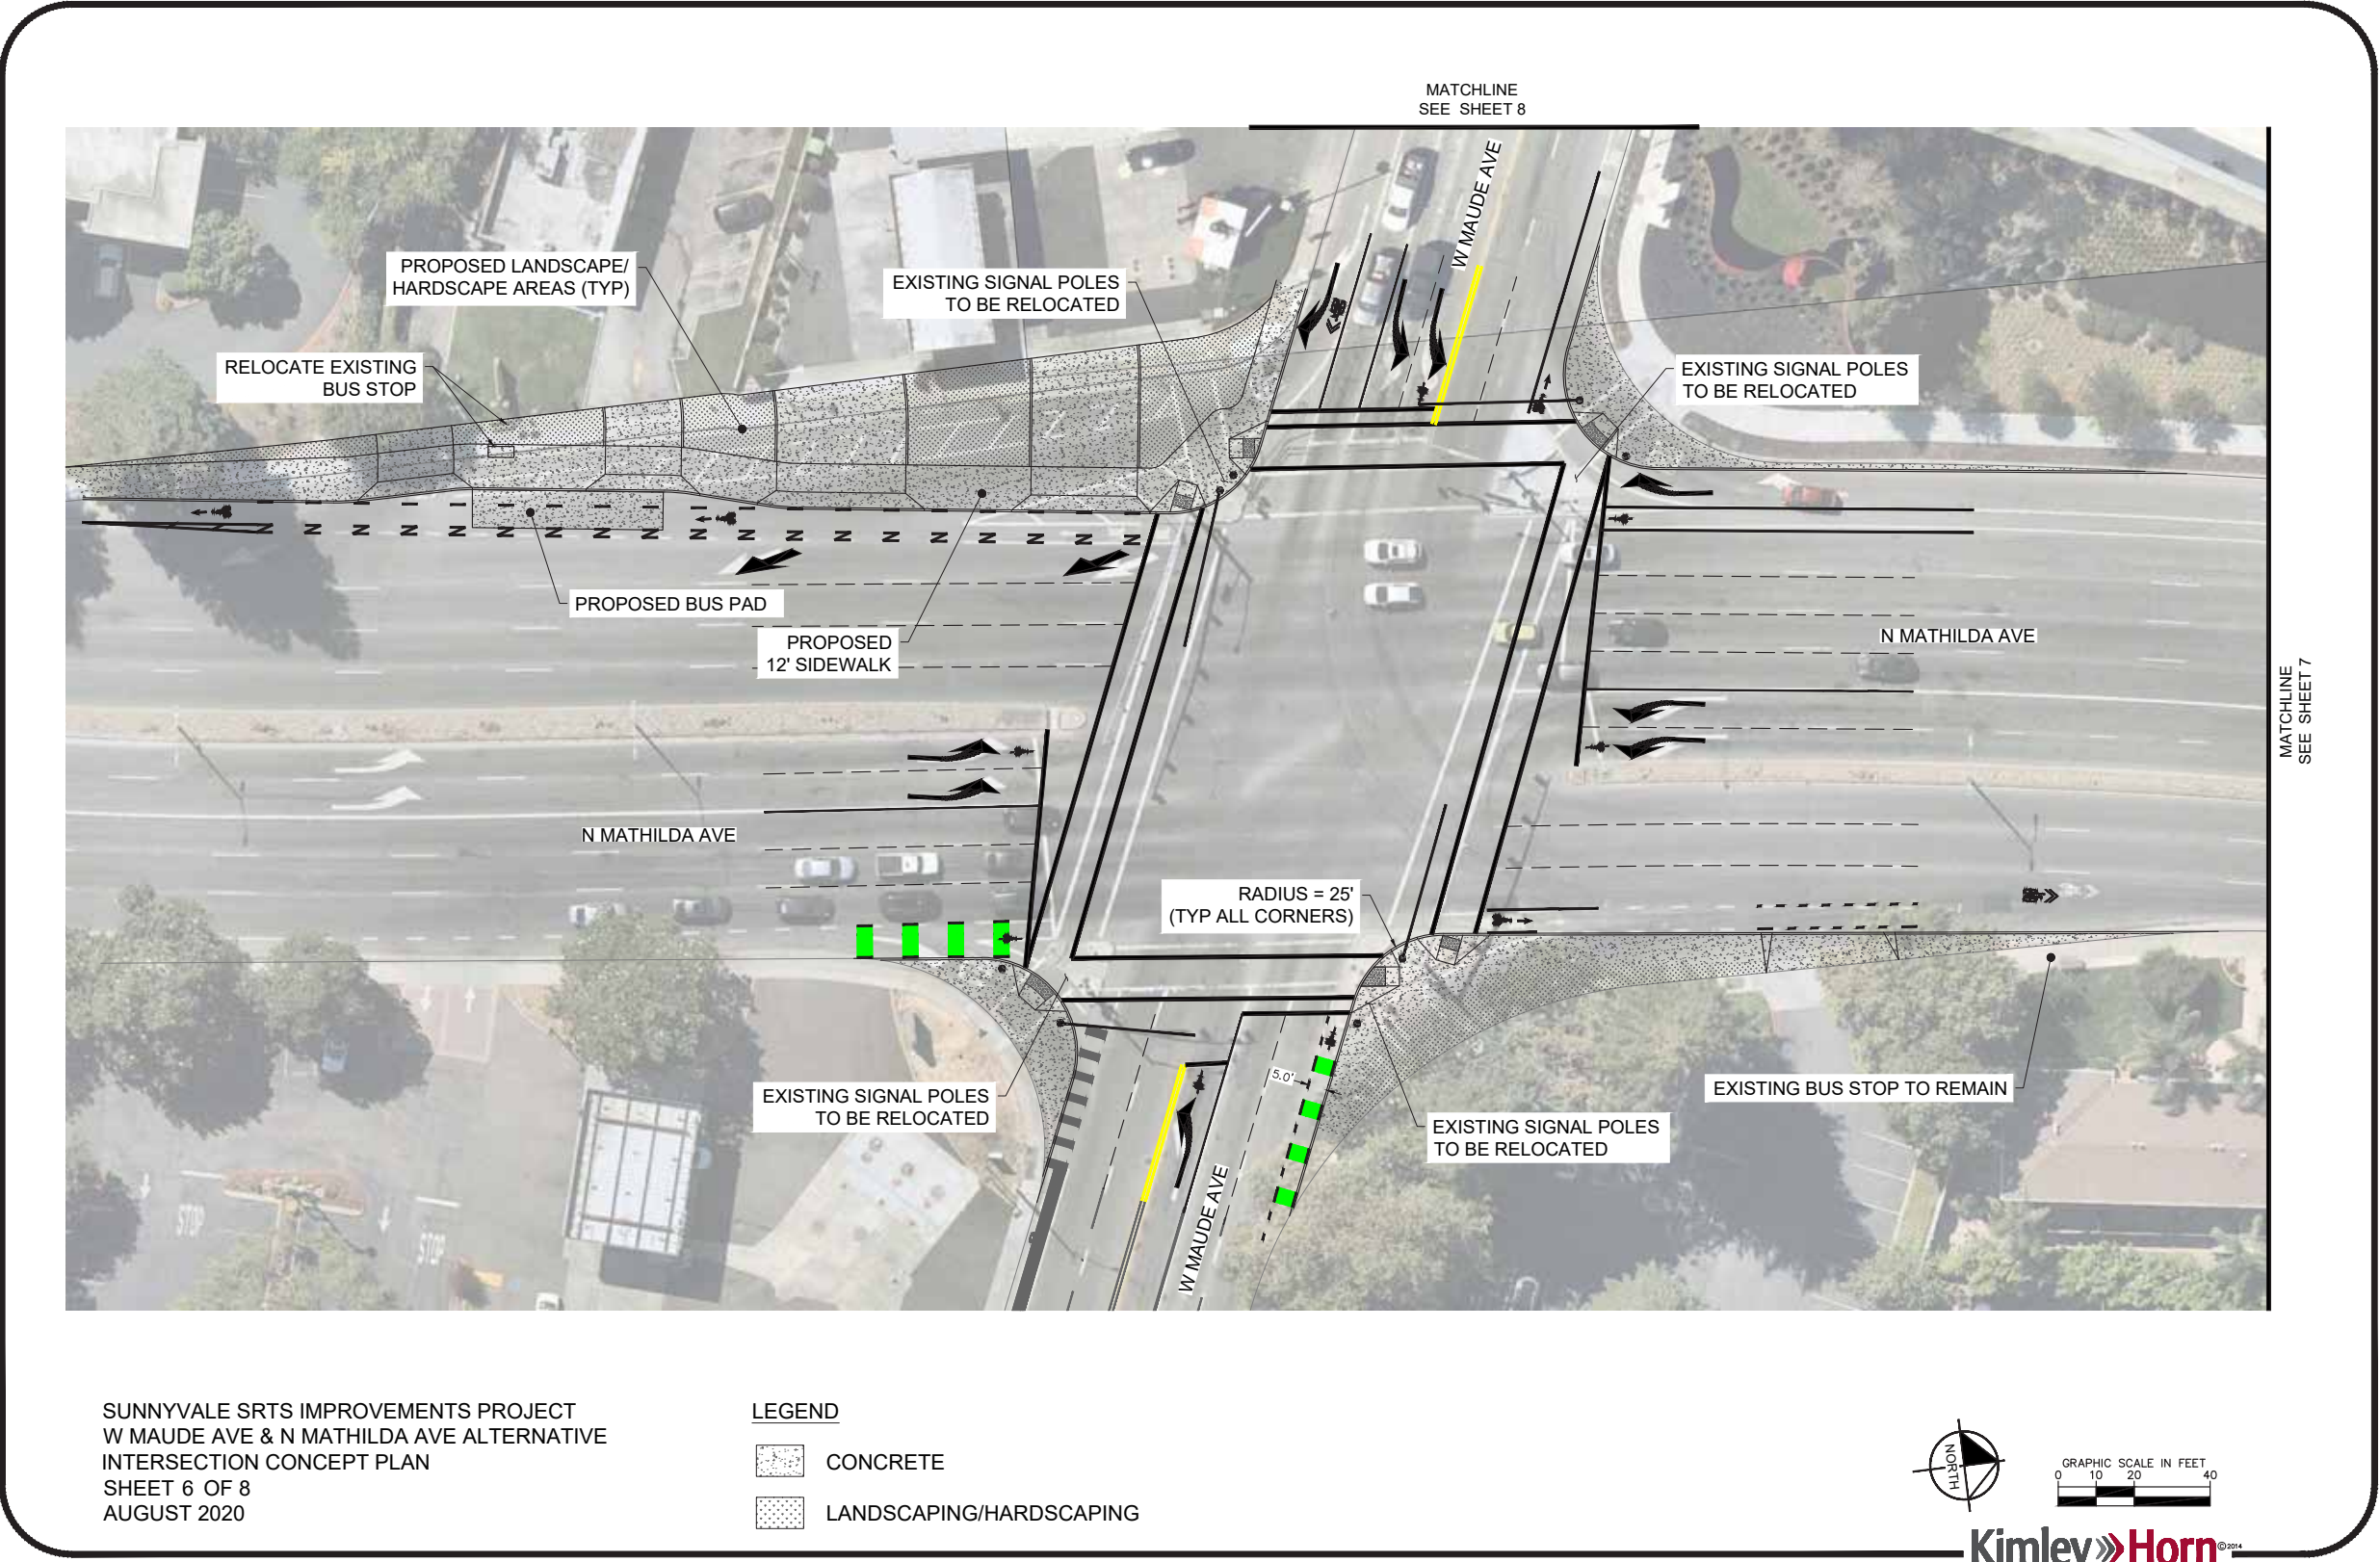 MATCHLINE
SEE SHEET 8
W MAUDE AVE
PROPOSED LANDSCAPE/
HARDSCAPE AREAS (TYP)
EXISTING SIGNAL POLES
TO BE RELOCATED
RELOCATE EXISTING
BUS STOP
EXISTING SIGNAL POLES
TO BE RELOCATED
PROPOSED BUS PAD
PROPOSED
12' SIDEWALK
N MATHILDA AVE
MATCHLINE
SEE SHEET 7
N MATHILDA AVE
RADIUS = 25'
(TYP ALL CORNERS)
5.0'
EXISTING SIGNAL POLES
TO BE RELOCATED
EXISTING BUS STOP TO REMAIN
EXISTING SIGNAL POLES
TO BE RELOCATED
W MAUDE AVE
STOP
STOP
SUNNYVALE SRTS IMPROVEMENTS PROJECT
W MAUDE AVE & N MATHILDA AVE ALTERNATIVE
INTERSECTION CONCEPT PLAN
SHEET 6 OF 8
AUGUST 2020
LEGEND
CONCRETE
LANDSCAPING/HARDSCAPING
NORTH
GRAPHIC SCALE IN FEET
0 10 20 40
Kimley»Horn
© 2014